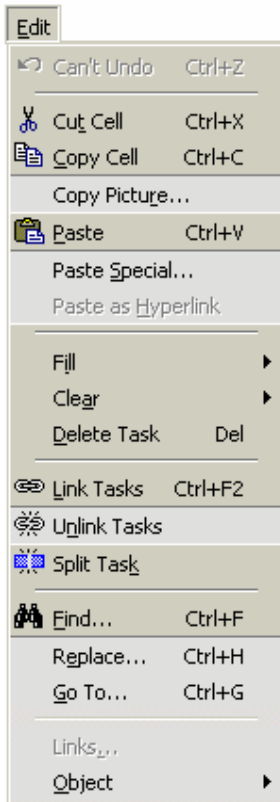 Edit
Can't Undo Ctrl+Z
Cut Cell Ctrl+X
Copy Cell Ctrl+C
Copy Picture...
Paste Ctrl+V
Paste Special...
Paste as Hyperlink
Fill
Clear
Delete Task Del
Link Tasks Ctrl+F2
Unlink Tasks
Split Task
Find... Ctrl+F
Replace... Ctrl+H
Go To... Ctrl+G
Links...
Object